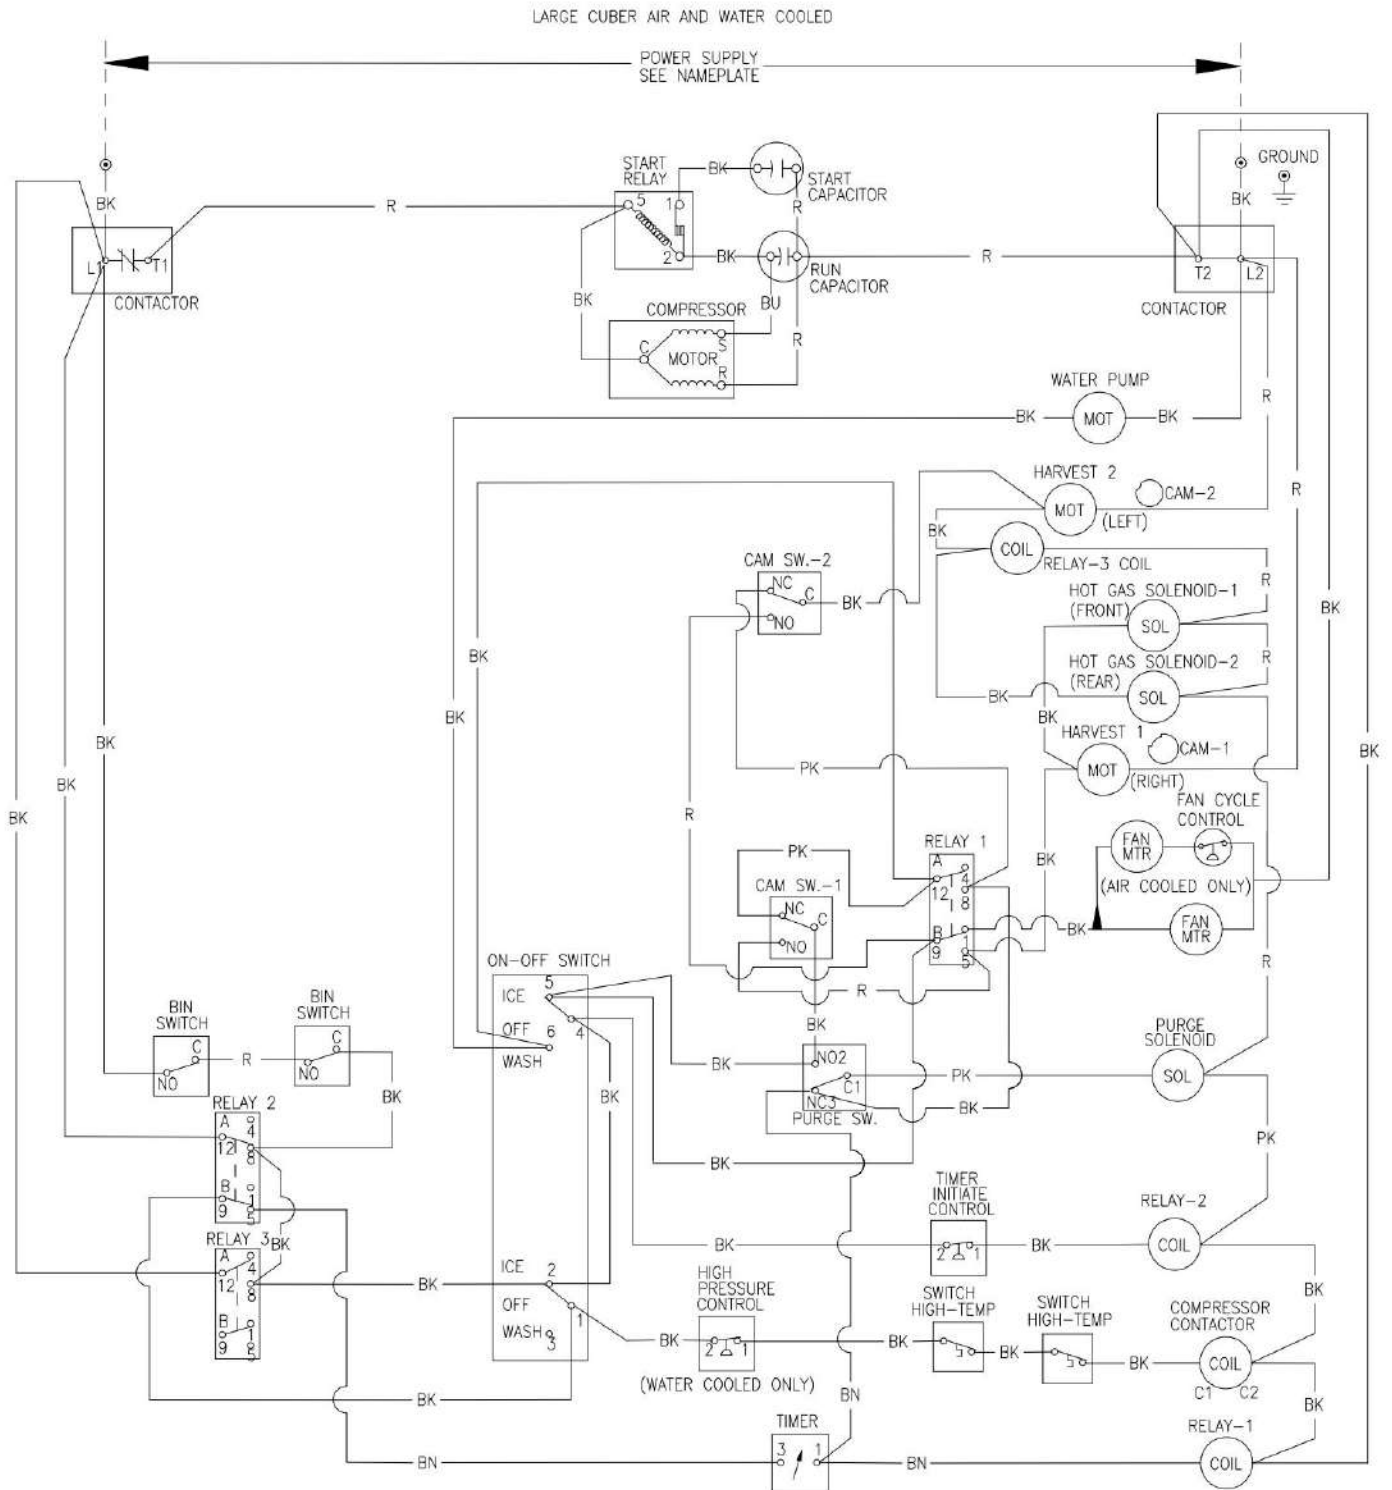 LARGE CUBER AIR AND WATER COOLED
POWER SUPPLY
SEE NAMEPLATE
GROUND
START
RELAY
5
1
2
BK
START
CAPACITOR
R
BK
L1
T1
CONTACTOR
R
BK
RUN
CAPACITOR
R
BK
T2
L2
CONTACTOR
BK
BU
COMPRESSOR
C
MOTOR
S
R
R
WATER PUMP
BK
MOT
BK
R
HARVEST 2
MOT
(LEFT)
CAM-2
R
BK
COIL
RELAY-3 COIL
R
CAM SW.-2
NC
C
NO
BK
HOT GAS SOLENOID-1
(FRONT)
SOL
BK
BK
HOT GAS SOLENOID-2
(REAR)
SOL
R
BK
BK
BK
HARVEST 1
MOT
(RIGHT)
CAM-1
BK
BK
BK
BK
PK
R
FAN CYCLE
CONTROL
FAN
MTR
(AIR COOLED ONLY)
FAN
MTR
BK
BK
RELAY 1
A
4
12
8
B
1
9
5
PK
CAM SW.-1
NC
C
NO
R
R
BK
ON-OFF SWITCH
5
ICE
4
OFF
6
WASH
BK
BIN
SWITCH
C
NO
R
BIN
SWITCH
C
NO
BK
BK
NO2
C1
NC3
PURGE SW.
PK
BK
PURGE
SOLENOID
SOL
PK
RELAY 2
A
4
12
8
B
1
9
5
BK
TIMER
INITIATE
CONTROL
2
1
BK
BK
RELAY-2
COIL
BK
RELAY 3
BK
A
4
12
8
B
1
9
5
BK
ICE
2
OFF
1
WASH
3
HIGH
PRESSURE
CONTROL
BK
2
1
(WATER COOLED ONLY)
BK
SWITCH
HIGH-TEMP
BK
SWITCH
HIGH-TEMP
BK
COMPRESSOR
CONTACTOR
COIL
C1
C2
BK
BK
BN
TIMER
3
1
BN
BN
RELAY-1
COIL